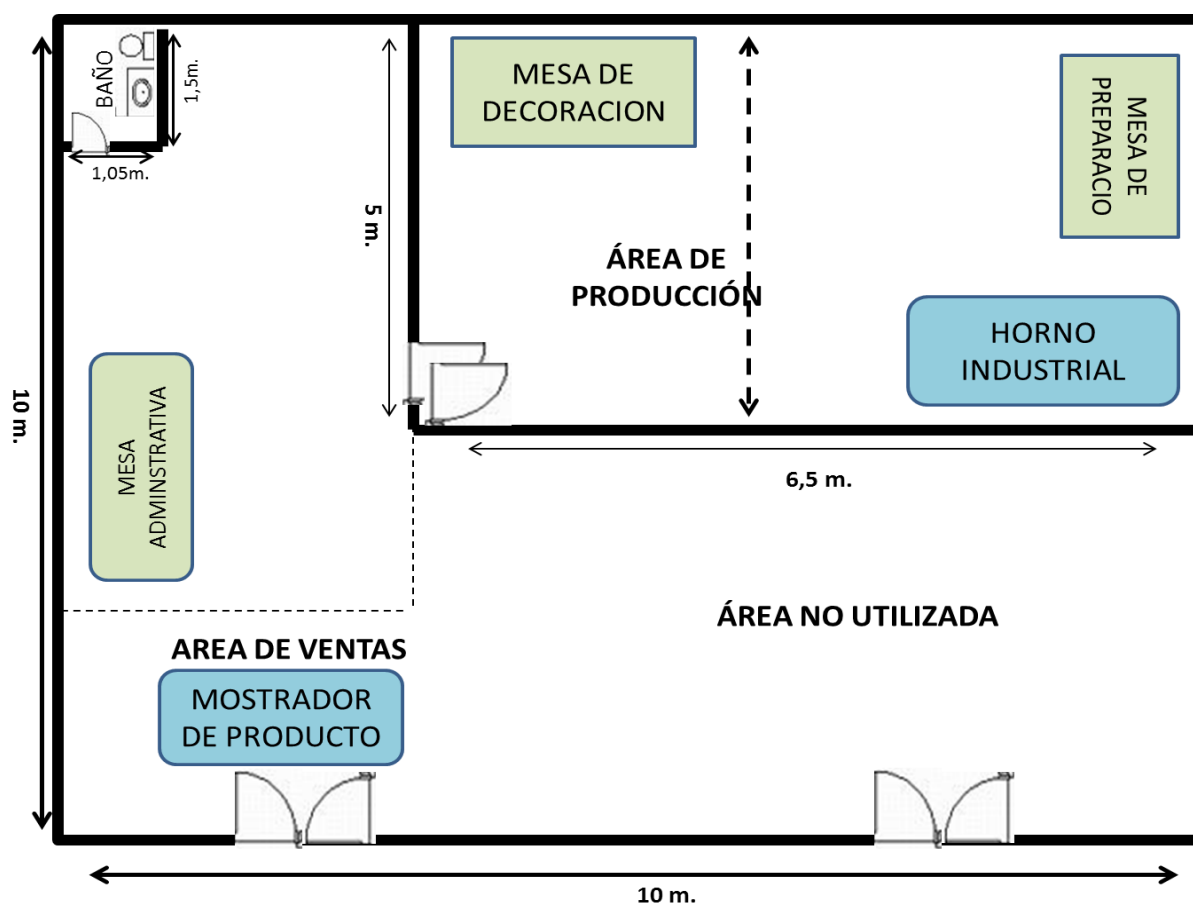 BAÑO
1,5m.
1,05m.
MESA DE
DECORACION
MESA DE
PREPARACIO
5 m.
ÁREA DE
PRODUCCIÓN
HORNO
INDUSTRIAL
10 m.
MESA
ADMINSTRATIVA
6,5 m.
ÁREA NO UTILIZADA
AREA DE VENTAS
MOSTRADOR
DE PRODUCTO
10 m.